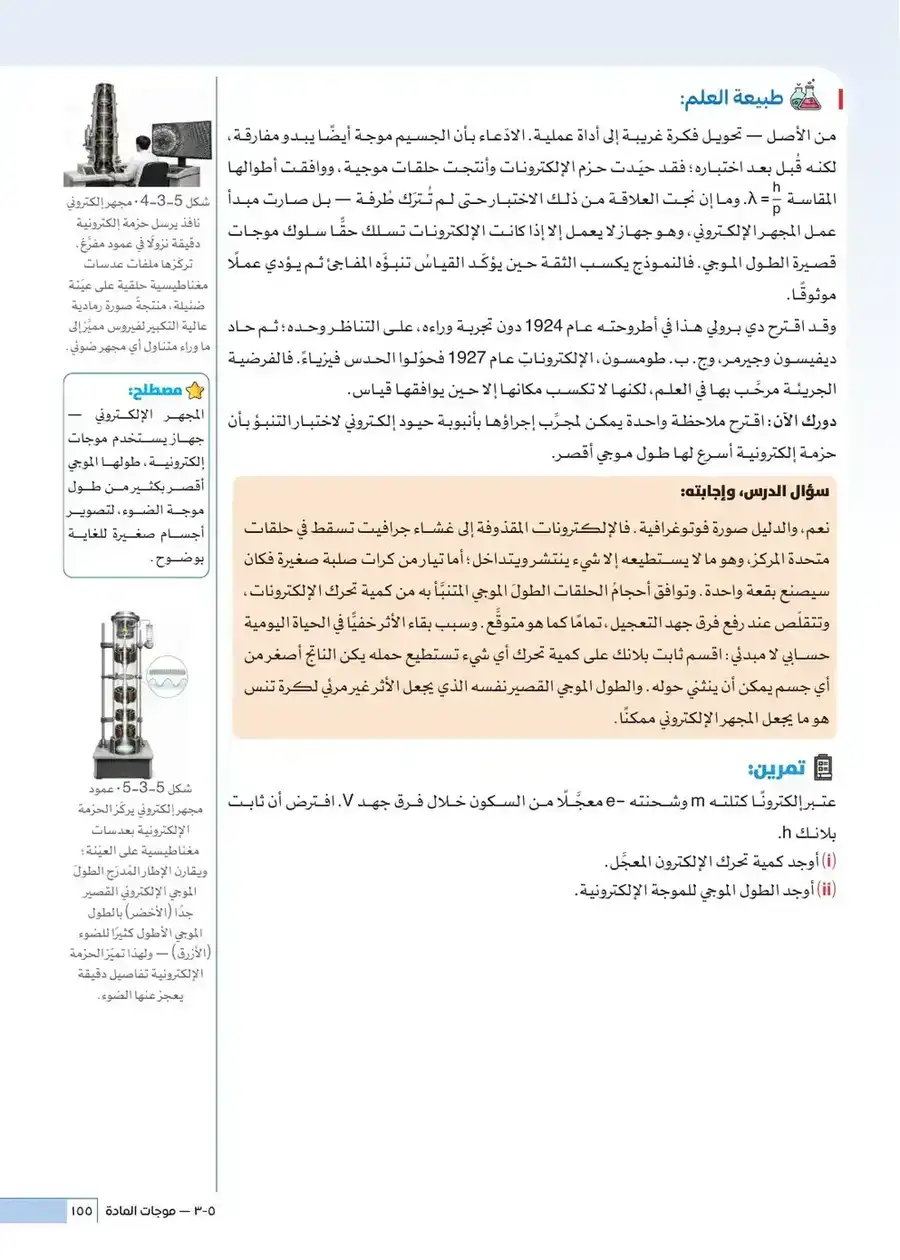 طبيعة العلم:
من الأصل — تحويل فكرة غريبة إلى أداة عملية. الادّعاء بأن الجسيم موجة أيضًا يبدو مفارقة،
لكنه قُبل بعد اختباره؛ فقد حيّدت حزم الإلكترونات وأنتجت حلقات موجية، ووافقت أطوالها
المقاسة λ = h/p. وما إن نجت العلاقة من ذلك الاختبار حتى لم تُترَك طُرفة — بل صارت مبدأ
عمل المجهر الإلكتروني، وهو جهاز لا يعمل إلا إذا كانت الإلكترونات تسلك حقًّا سلوك موجات
قصيرة الطول الموجي. فالنموذج يكسب الثقة حين يؤكّد القياسُ تنبؤه المفاجئ ثم يؤدي عملًا
موثوقًا.
وقد اقترح دي برولي هذا في أطروحته عام 1924 دون تجربة وراءه، على التناظر وحده؛ ثم حاد
ديفيسون وجيرمر، وج. ب. طومسون، الإلكتروناتِ عام 1927 فحوّلوا الحدس فيزياءً. فالفرضية
الجريئة مرحَّب بها في العلم، لكنها لا تكسب مكانها إلا حين يوافقها قياس.
دورك الآن: اقترح ملاحظة واحدة يمكن لمجرّب إجراؤها بأنبوبة حيود إلكتروني لاختبار التنبؤ بأن
حزمة إلكترونية أسرع لها طول موجي أقصر.
سؤال الدرس، وإجابته:
نعم، والدليل صورة فوتوغرافية. فالإلكترونات المقذوفة إلى غشاء جرافيت تسقط في حلقات
متحدة المركز، وهو ما لا يستطيعه إلا شيء ينتشر ويتداخل؛ أما تيار من كرات صلبة صغيرة فكان
سيصنع بقعة واحدة. وتوافق أحجامُ الحلقات الطولَ الموجي المتنبَّأ به من كمية تحرك الإلكترونات،
وتتقلّص عند رفع فرق جهد التعجيل، تمامًا كما هو متوقَّع. وسبب بقاء الأثر خفيًّا في الحياة اليومية
حسابي لا مبدئي: اقسم ثابت بلانك على كمية تحرك أي شيء تستطيع حمله يكن الناتج أصغر من
أي جسم يمكن أن ينثني حوله. والطول الموجي القصير نفسه الذي يجعل الأثر غير مرئي لكرة تنس
هو ما يجعل المجهر الإلكتروني ممكنًا.
تمرين:
عتبر إلكترونًا كتلته m وشحنته −e معجَّلًا من السكون خلال فرق جهد V. افترض أن ثابت
بلانك h.
(i) أوجد كمية تحرك الإلكترون المعجَّل.
(ii) أوجد الطول الموجي للموجة الإلكترونية.
شكل 5–3–4 · مجهر إلكتروني
نافذ يرسل حزمة إلكترونية
دقيقة نزولًا في عمود مفرَّغ،
تركّزها ملفات عدسات
مغناطيسية حلقية على عيّنة
ضئيلة، منتجةً صورة رمادية
عالية التكبير لفيروس مميَّز إلى
ما وراء متناول أي مجهر ضوئي.
مصطلح:
المجهر الإلكتروني —
جهاز يستخدم موجات
إلكترونية، طولها الموجي
أقصر بكثير من طول
موجة الضوء، لتصوير
أجسام صغيرة للغاية
بوضوح.
شكل 5–3–5 · عمود
مجهر إلكتروني يركّز الحزمة
الإلكترونية بعدسات
مغناطيسية على العيّنة؛
ويقارن الإطار المُدرَج الطولَ
الموجي الإلكتروني القصير
جدًا (الأخضر) بالطول
الموجي الأطول كثيرًا للضوء
(الأزرق) — ولهذا تميّز الحزمة
الإلكترونية تفاصيل دقيقة
يعجز عنها الضوء.
٥-٣ — موجات المادة
١٥٥